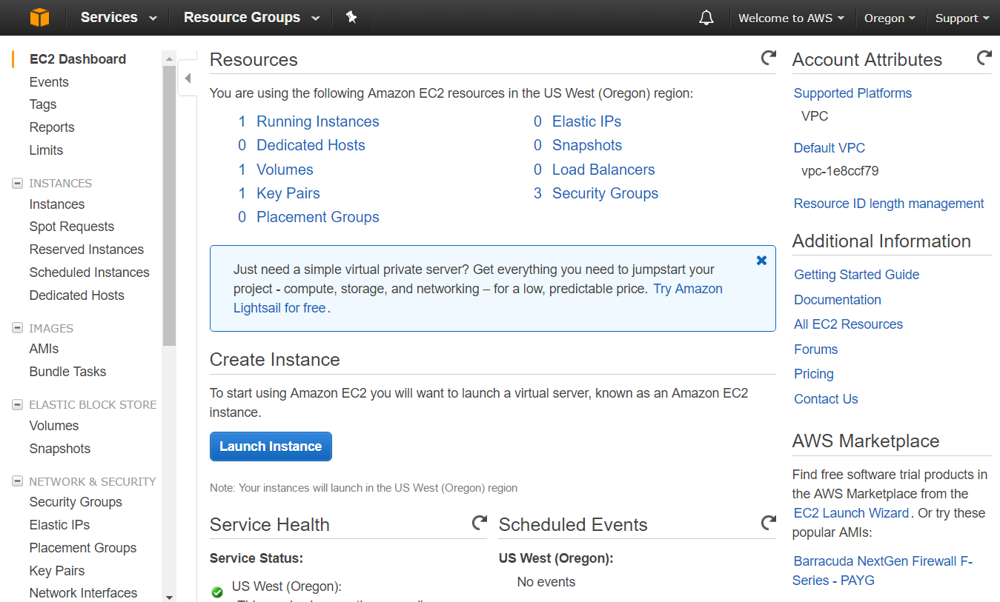 Services
Resource Groups
Welcome to AWS
Oregon
Support
EC2 Dashboard
Events
Tags
Reports
Limits
INSTANCES
Instances
Spot Requests
Reserved Instances
Scheduled Instances
Dedicated Hosts
IMAGES
AMIs
Bundle Tasks
ELASTIC BLOCK STORE
Volumes
Snapshots
NETWORK & SECURITY
Security Groups
Elastic IPs
Placement Groups
Key Pairs
Network Interfaces
Resources
You are using the following Amazon EC2 resources in the US West (Oregon) region:
1 Running Instances
0 Dedicated Hosts
1 Volumes
1 Key Pairs
0 Placement Groups
0 Elastic IPs
0 Snapshots
0 Load Balancers
3 Security Groups
Just need a simple virtual private server? Get everything you need to jumpstart your
project - compute, storage, and networking – for a low, predictable price. Try Amazon
Lightsail for free.
Create Instance
To start using Amazon EC2 you will want to launch a virtual server, known as an Amazon EC2
instance.
Launch Instance
Note: Your instances will launch in the US West (Oregon) region
Service Health
Service Status:
US West (Oregon):
Scheduled Events
US West (Oregon):
No events
Account Attributes
Supported Platforms
VPC
Default VPC
vpc-1e8ccf79
Resource ID length management
Additional Information
Getting Started Guide
Documentation
All EC2 Resources
Forums
Pricing
Contact Us
AWS Marketplace
Find free software trial products in
the AWS Marketplace from the
EC2 Launch Wizard. Or try these
popular AMIs:
Barracuda NextGen Firewall F-
Series - PAYG